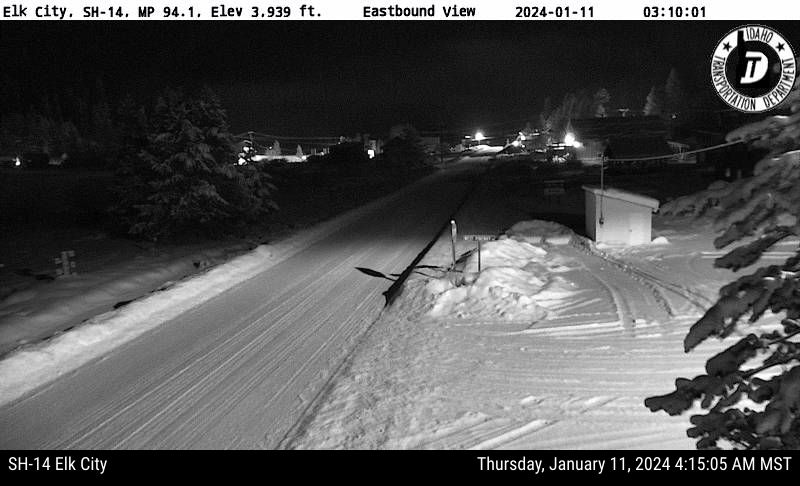 Elk City, SH-14, MP 94.1, Elev 3,939 ft. Eastbound View 2024-01-11 03:10:01
IDAHO
TRANSPORTATION DEPARTMENT
SH-14 Elk City Thursday, January 11, 2024 4:15:05 AM MST